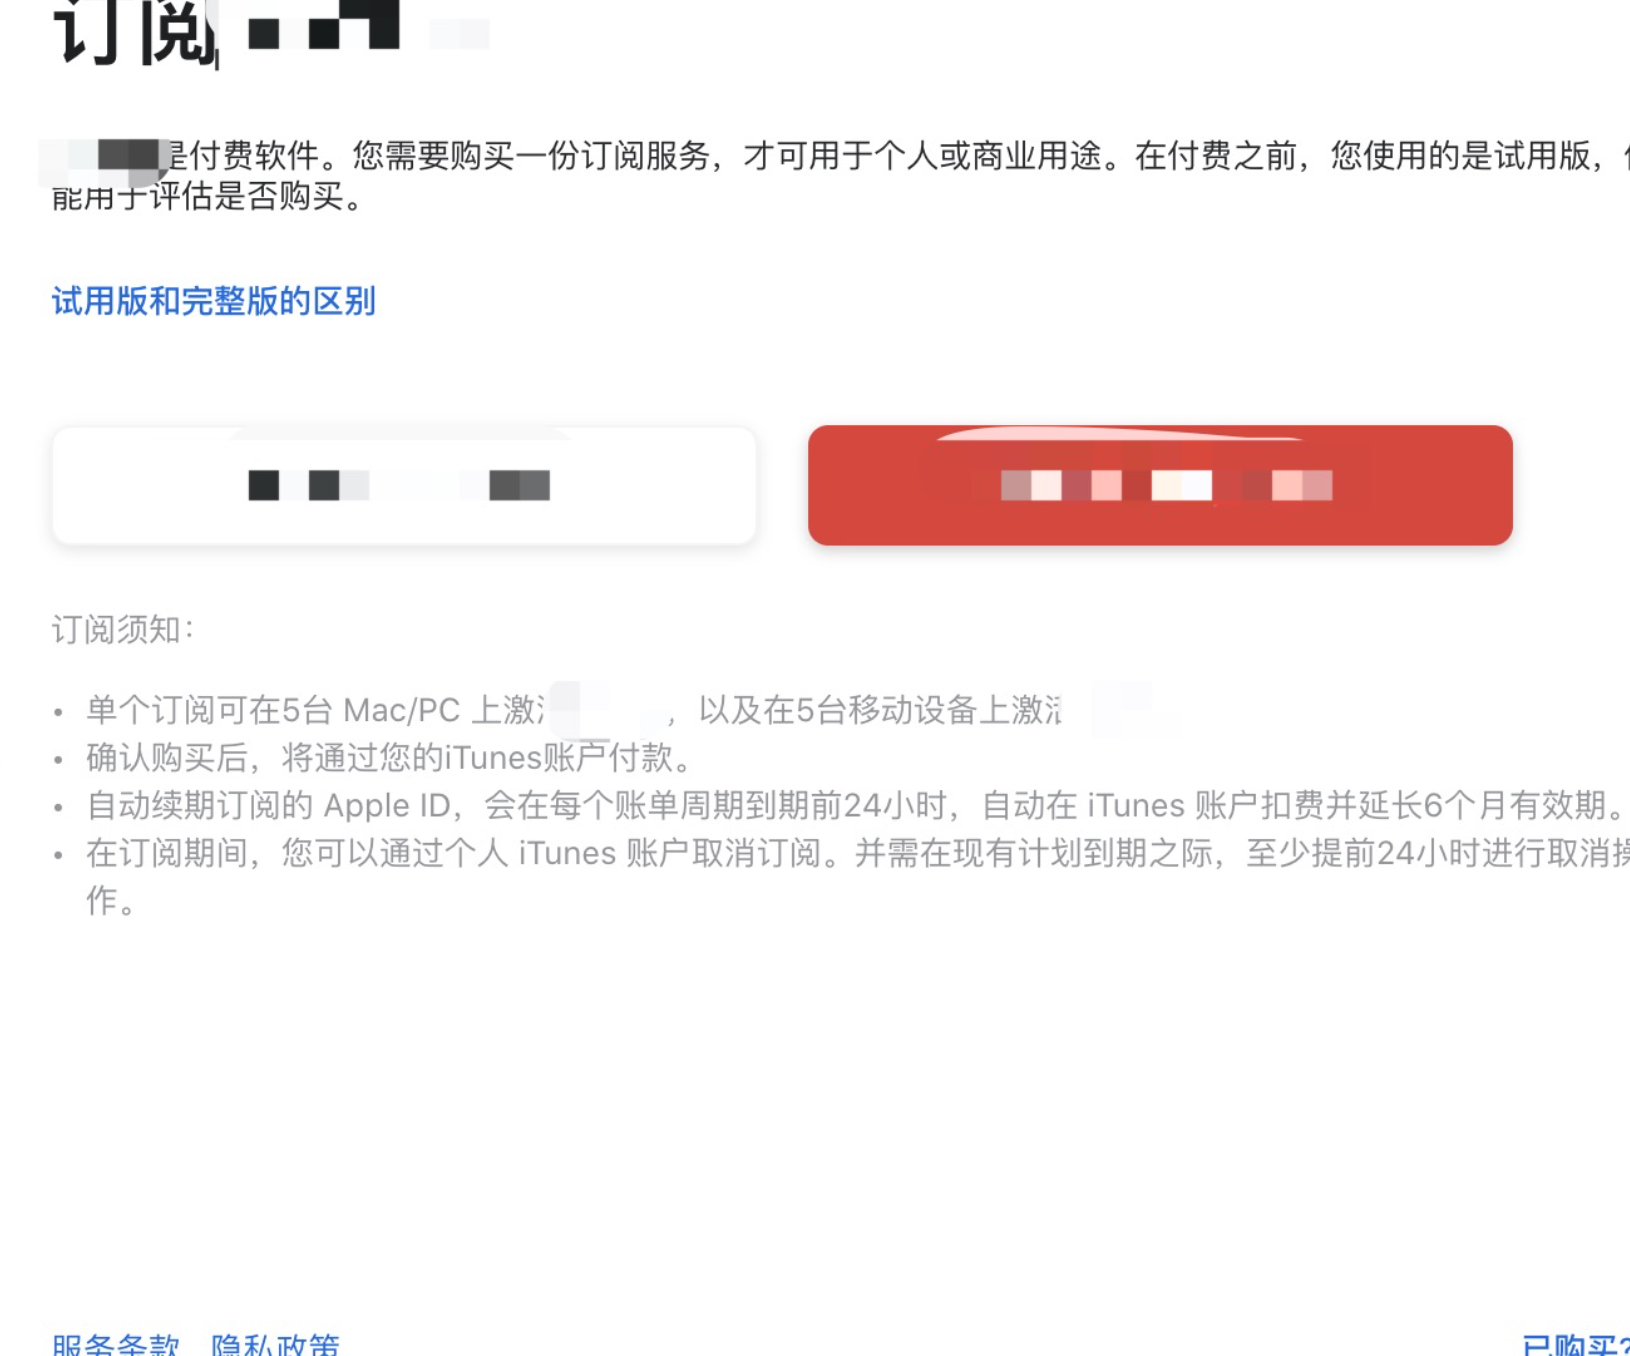 订阅
是付费软件。您需要购买一份订阅服务，才可用于个人或商业用途。在付费之前，您使用的是试用版，
能用于评估是否购买。
试用版和完整版的区别
订阅须知：
• 单个订阅可在5台 Mac/PC 上激 ，以及在5台移动设备上激活
• 确认购买后，将通过您的iTunes账户付款。
• 自动续期订阅的 Apple ID，会在每个账单周期到期前24小时，自动在 iTunes 账户扣费并延长6个月有效期。
• 在订阅期间，您可以通过个人 iTunes 账户取消订阅。并需在现有计划到期之际，至少提前24小时进行取消操
作。
服务条款 隐私政策
已购买?